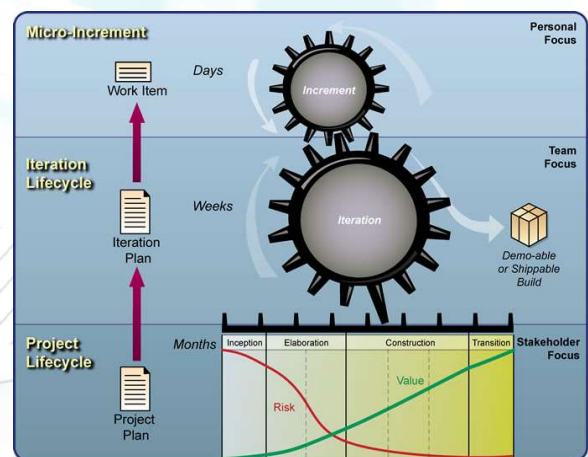 Micro-Increment
Personal
Focus
Days
Increment
Work Item
Iteration
Lifecycle
Team
Focus
Weeks
Iteration
Iteration
Plan
Demo-able
or Shippable
Build
Project
Lifecycle
Months
Inception
Elaboration
Construction
Transition
Stakeholder
Focus
Value
Risk
Project
Plan